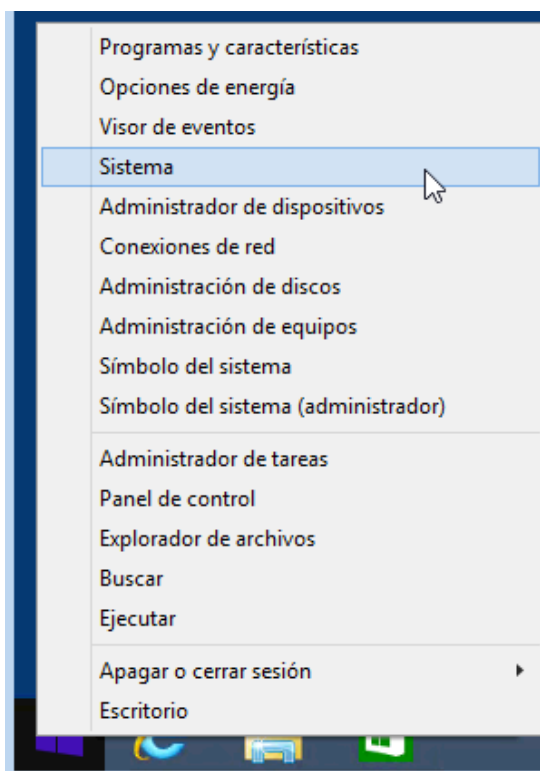 Programas y características
Opciones de energía
Visor de eventos
Sistema
Administrador de dispositivos
Conexiones de red
Administración de discos
Administración de equipos
Símbolo del sistema
Símbolo del sistema (administrador)
Administrador de tareas
Panel de control
Explorador de archivos
Buscar
Ejecutar
Apagar o cerrar sesión
Escritorio